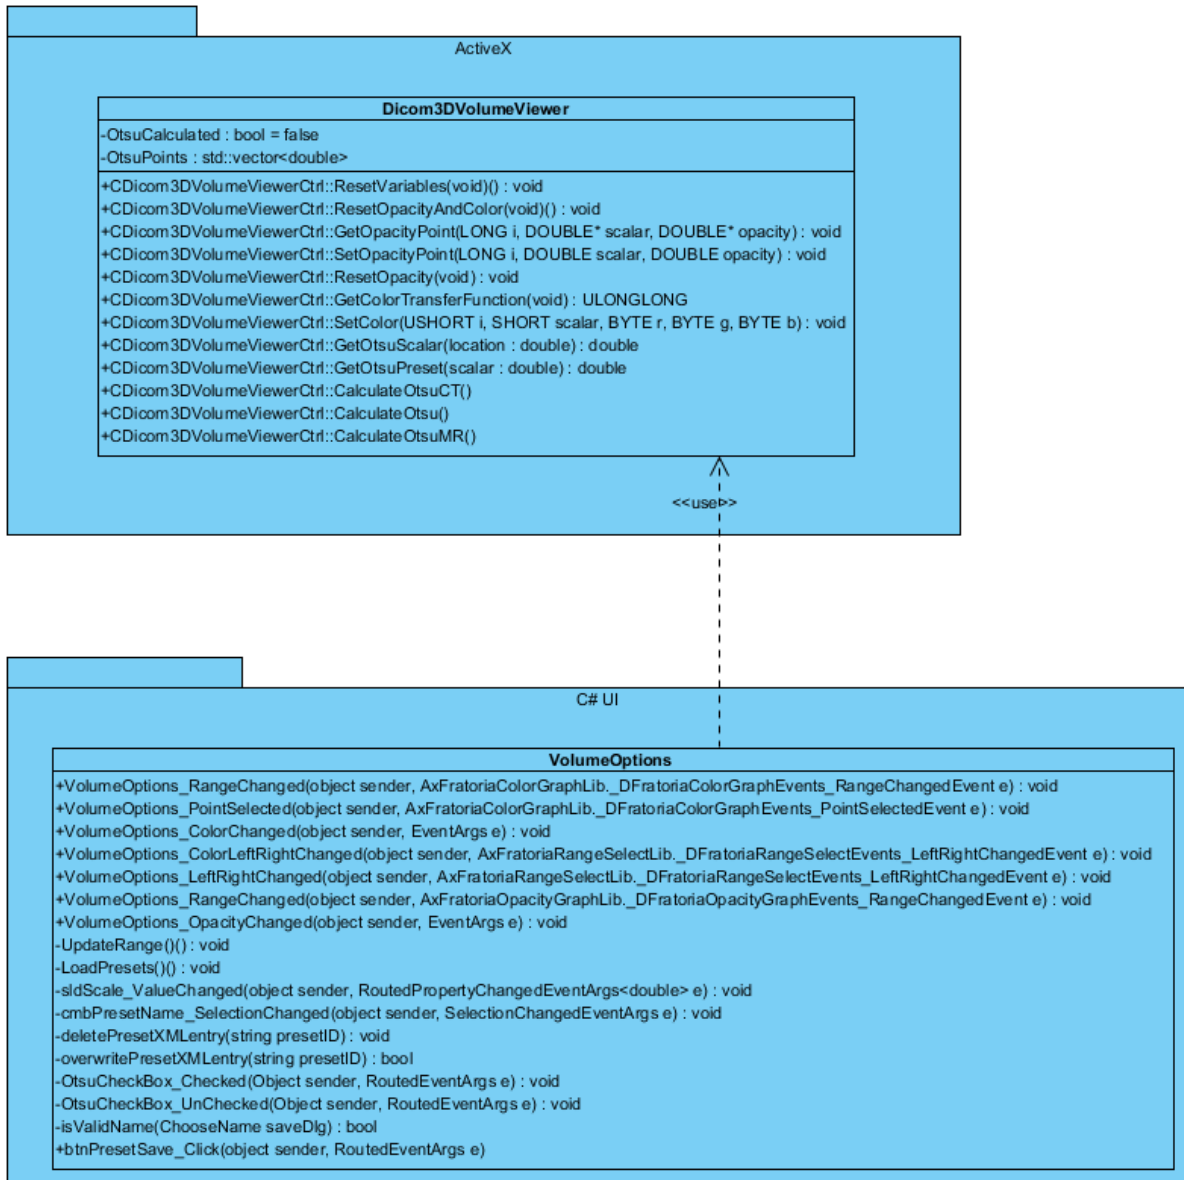 ActiveX
Dicom3DVolumeViewer
-OtsuCalculated : bool = false
-OtsuPoints : std::vector<double>
+CDicom3DVolumeViewerCtrl::ResetVariables(void)() : void
+CDicom3DVolumeViewerCtrl::ResetOpacityAndColor(void)() : void
+CDicom3DVolumeViewerCtrl::GetOpacityPoint(LONG i, DOUBLE* scalar, DOUBLE* opacity) : void
+CDicom3DVolumeViewerCtrl::SetOpacityPoint(LONG i, DOUBLE scalar, DOUBLE opacity) : void
+CDicom3DVolumeViewerCtrl::ResetOpacity(void) : void
+CDicom3DVolumeViewerCtrl::GetColorTransferFunction(void) : ULONGLONG
+CDicom3DVolumeViewerCtrl::SetColor(USHORT i, SHORT scalar, BYTE r, BYTE g, BYTE b) : void
+CDicom3DVolumeViewerCtrl::GetOtsuScalar(location : double) : double
+CDicom3DVolumeViewerCtrl::GetOtsuPreset(scalar : double) : double
+CDicom3DVolumeViewerCtrl::CalculateOtsuCT()
+CDicom3DVolumeViewerCtrl::CalculateOtsu()
+CDicom3DVolumeViewerCtrl::CalculateOtsuMR()
<<use>>
C# UI
VolumeOptions
+VolumeOptions_RangeChanged(object sender, AxFratoriaColorGraphLib._DFratoriaColorGraphEvents_RangeChangedEvent e) : void
+VolumeOptions_PointSelected(object sender, AxFratoriaColorGraphLib._DFratoriaColorGraphEvents_PointSelectedEvent e) : void
+VolumeOptions_ColorChanged(object sender, EventArgs e) : void
+VolumeOptions_ColorLeftRightChanged(object sender, AxFratoriaRangeSelectLib._DFratoriaRangeSelectEvents_LeftRightChangedEvent e) : void
+VolumeOptions_LeftRightChanged(object sender, AxFratoriaRangeSelectLib._DFratoriaRangeSelectEvents_LeftRightChangedEvent e) : void
+VolumeOptions_RangeChanged(object sender, AxFratoriaOpacityGraphLib._DFratoriaOpacityGraphEvents_RangeChangedEvent e) : void
+VolumeOptions_OpacityChanged(object sender, EventArgs e) : void
-UpdateRange()() : void
-LoadPresets()() : void
-sldScale_ValueChanged(object sender, RoutedPropertyChangedEventArgs<double> e) : void
-cmbPresetName_SelectionChanged(object sender, SelectionChangedEventArgs e) : void
-deletePresetXMLentry(string presetID) : void
-overwritePresetXMLentry(string presetID) : bool
-OtsuCheckBox_Checked(Object sender, RoutedEventArgs e) : void
-OtsuCheckBox_UnChecked(Object sender, RoutedEventArgs e) : void
-isValidName(ChooseName saveDlg) : bool
+btnPresetSave_Click(object sender, RoutedEventArgs e)